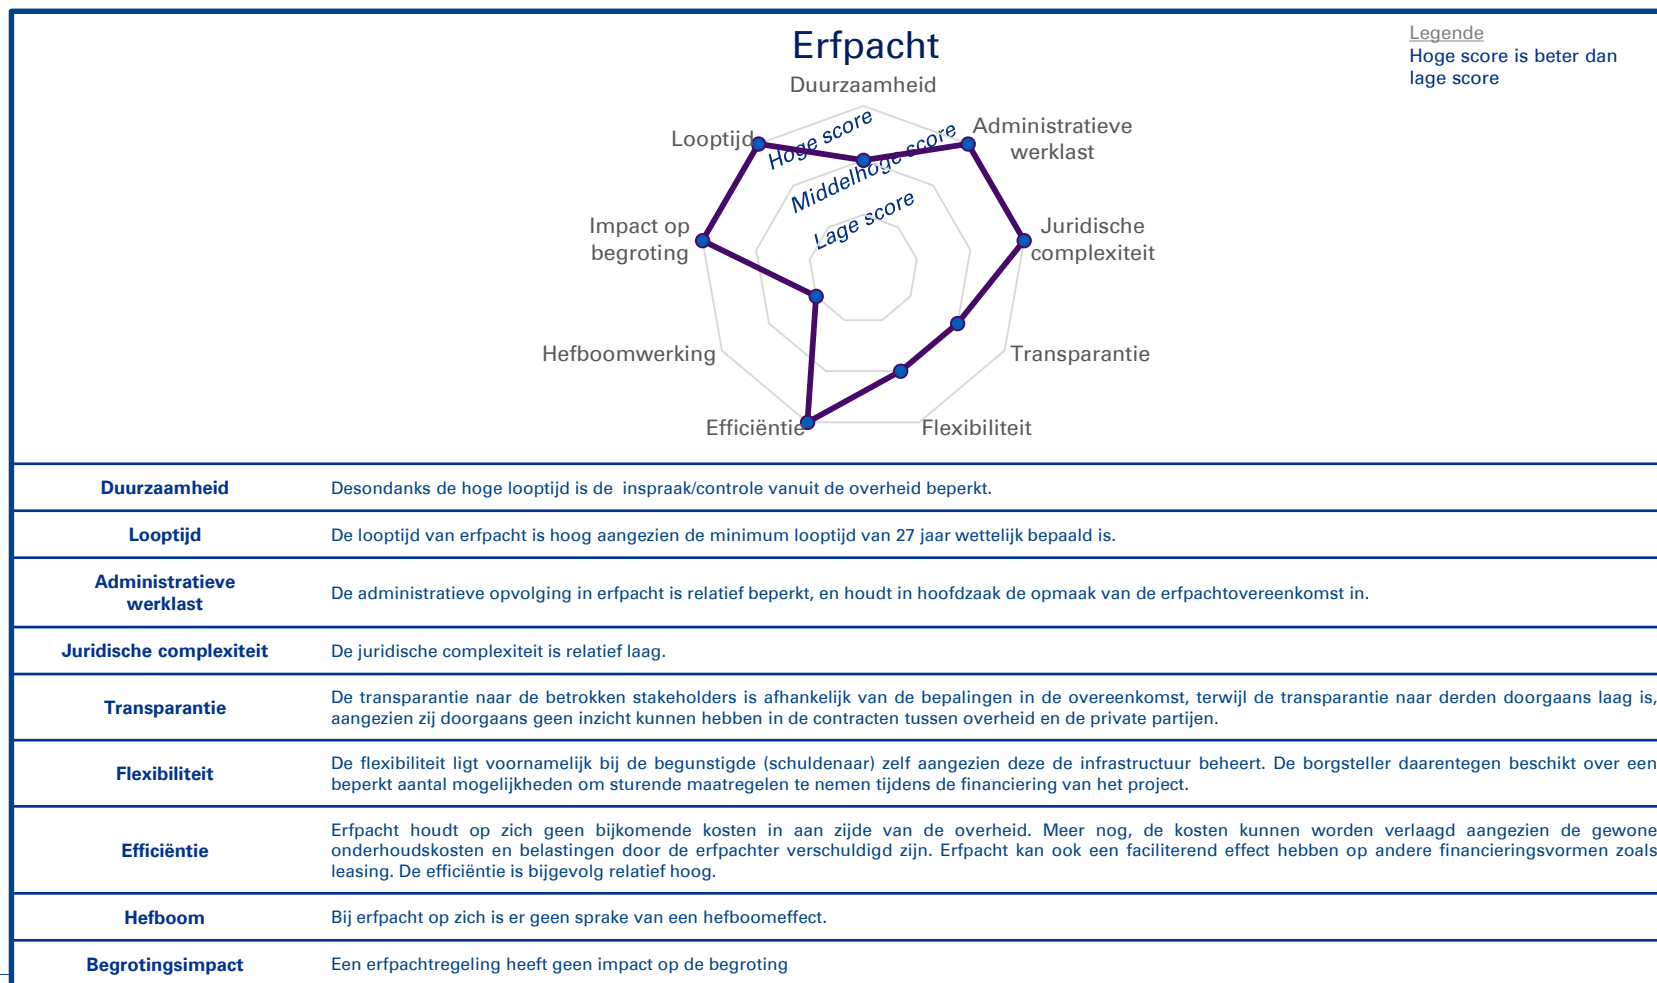 Erfpacht
Legende
Hoge score is beter dan
lage score
Duurzaamheid
Looptijd
Administratieve
werklast
Hoge score
Middelhoge score
Lage score
Impact op
begroting
Juridische
complexiteit
Hefboomwerking
Transparantie
Efficiëntie
Flexibiliteit
Duurzaamheid
Desondanks de hoge looptijd is de inspraak/controle vanuit de overheid beperkt.
Looptijd
De looptijd van erfpacht is hoog aangezien de minimum looptijd van 27 jaar wettelijk bepaald is.
Administratieve
werklast
De administratieve opvolging in erfpacht is relatief beperkt, en houdt in hoofdzaak de opmaak van de erfpachtovereenkomst in.
Juridische complexiteit
De juridische complexiteit is relatief laag.
Transparantie
De transparantie naar de betrokken stakeholders is afhankelijk van de bepalingen in de overeenkomst, terwijl de transparantie naar derden doorgaans laag is,
aangezien zij doorgaans geen inzicht kunnen hebben in de contracten tussen overheid en de private partijen.
Flexibiliteit
De flexibiliteit ligt voornamelijk bij de begunstigde (schuldenaar) zelf aangezien deze de infrastructuur beheert. De borgsteller daarentegen beschikt over een
beperkt aantal mogelijkheden om sturende maatregelen te nemen tijdens de financiering van het project.
Efficiëntie
Erfpacht houdt op zich geen bijkomende kosten in aan zijde van de overheid. Meer nog, de kosten kunnen worden verlaagd aangezien de gewone
onderhoudskosten en belastingen door de erfpachter verschuldigd zijn. Erfpacht kan ook een faciliterend effect hebben op andere financieringsvormen zoals
leasing. De efficiëntie is bijgevolg relatief hoog.
Hefboom
Bij erfpacht op zich is er geen sprake van een hefboomeffect.
Begrotingsimpact
Een erfpachtregeling heeft geen impact op de begroting